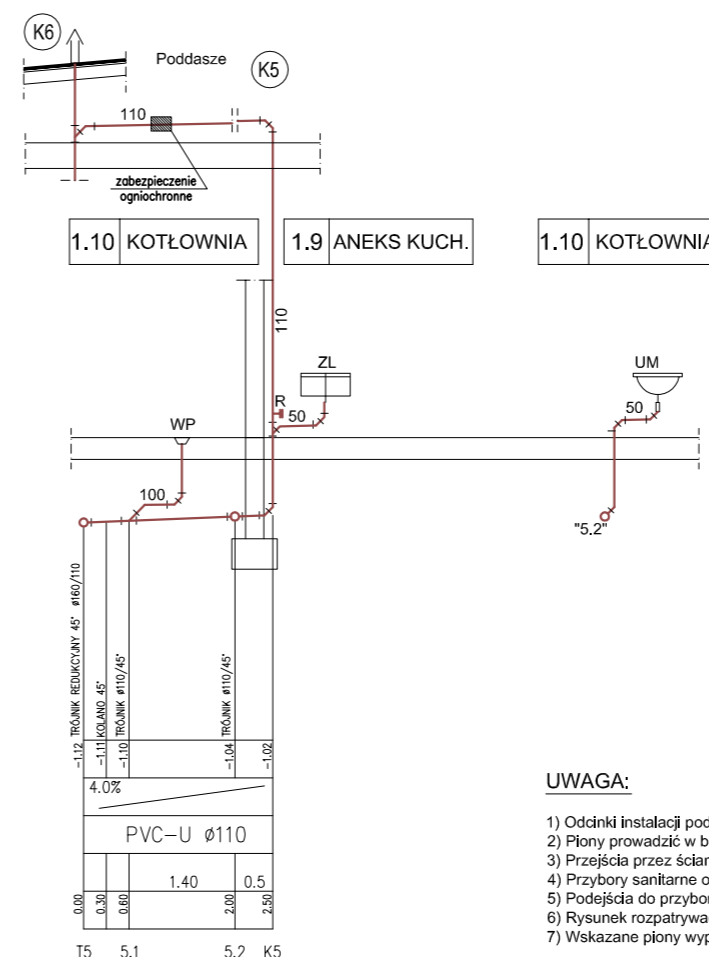 K6
Poddasze
K5
110
zabezpieczenie
ogniochronne
1.10 KOTŁOWNIA
1.9 ANEKS KUCH.
1.10 KOTŁOWNIA
110
ZL
UM
R
50
50
WP
100
"5.2"
-1.12 TRÓJNIK REDUKCYJNY 45° ø160/110
-1.11 KOLANO 45°
-1.10 TRÓJNIK ø110/45°
-1.04 TRÓJNIK ø110/45°
-1.02
4.0%
PVC-U ø110
1.40 0.5
0.00 0.30 0.60 2.00 2.50
T5 5.1 5.2 K5
UWAGA:
1) Odcinki instalacji pod
2) Piony prowadzić w b
3) Przejścia przez ścian
4) Przybory sanitarne o
5) Podejścia do przybor
6) Rysunek rozpatrywa
7) Wskazane piony wyp